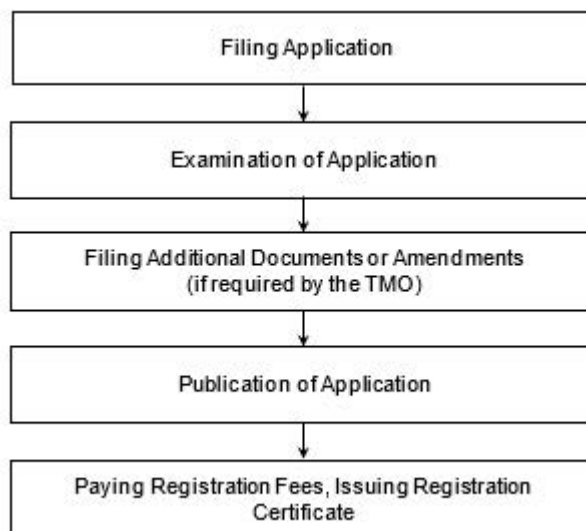 Filing Application
Examination of Application
Filing Additional Documents or Amendments
(if required by the TMO)
Publication of Application
Paying Registration Fees, Issuing Registration
Certificate